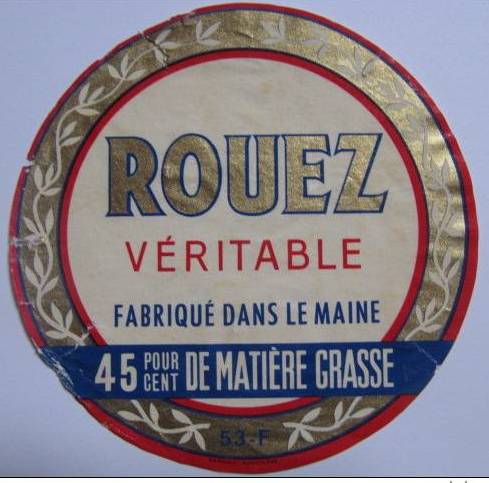 ROUEZ
VÉRITABLE
FABRIQUÉ DANS LE MAINE
45 POUR CENT DE MATIÈRE GRASSE
53-F